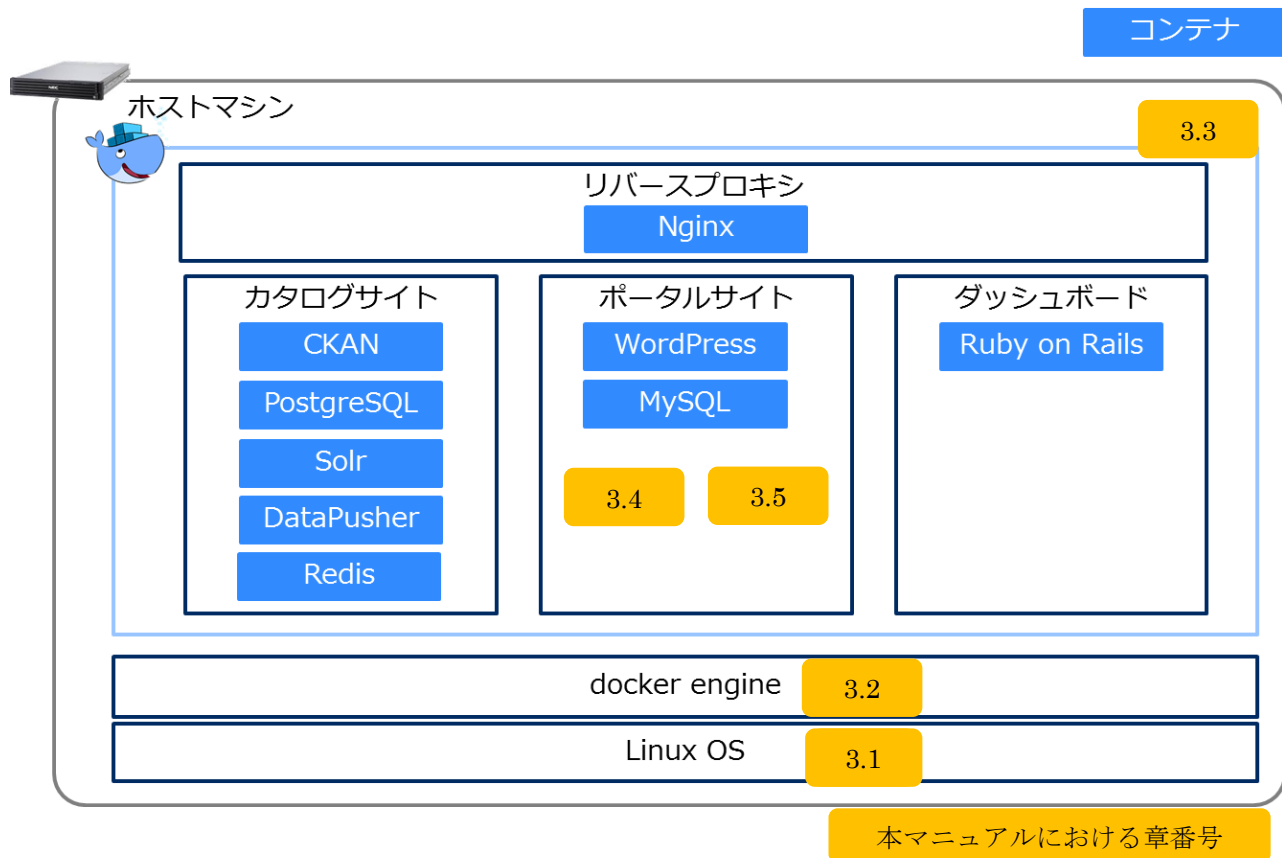 コンテナ
ホストマシン
3.3
リバースプロキシ
Nginx
カタログサイト
CKAN
PostgreSQL
Solr
DataPusher
Redis
ポータルサイト
WordPress
MySQL
3.4
3.5
ダッシュボード
Ruby on Rails
docker engine
3.2
Linux OS
3.1
本マニュアルにおける章番号